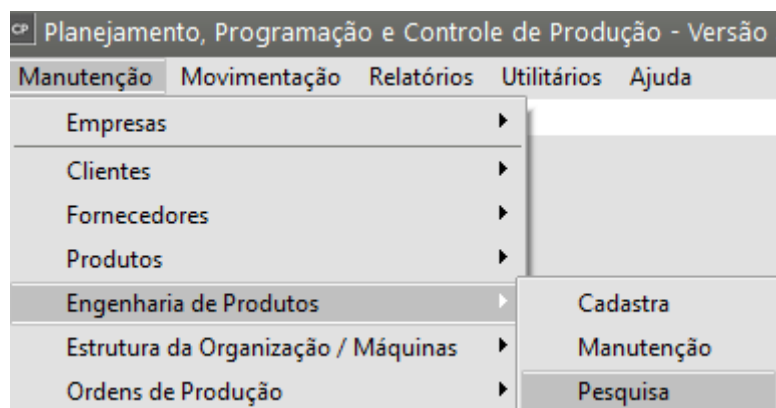 CP Planejamento, Programação e Controle de Produção - Versão
Manutenção Movimentação Relatórios Utilitários Ajuda
Empresas
Clientes
Fornecedores
Produtos
Engenharia de Produtos
Cadastra
Estrutura da Organização / Máquinas
Manutenção
Ordens de Produção
Pesquisa